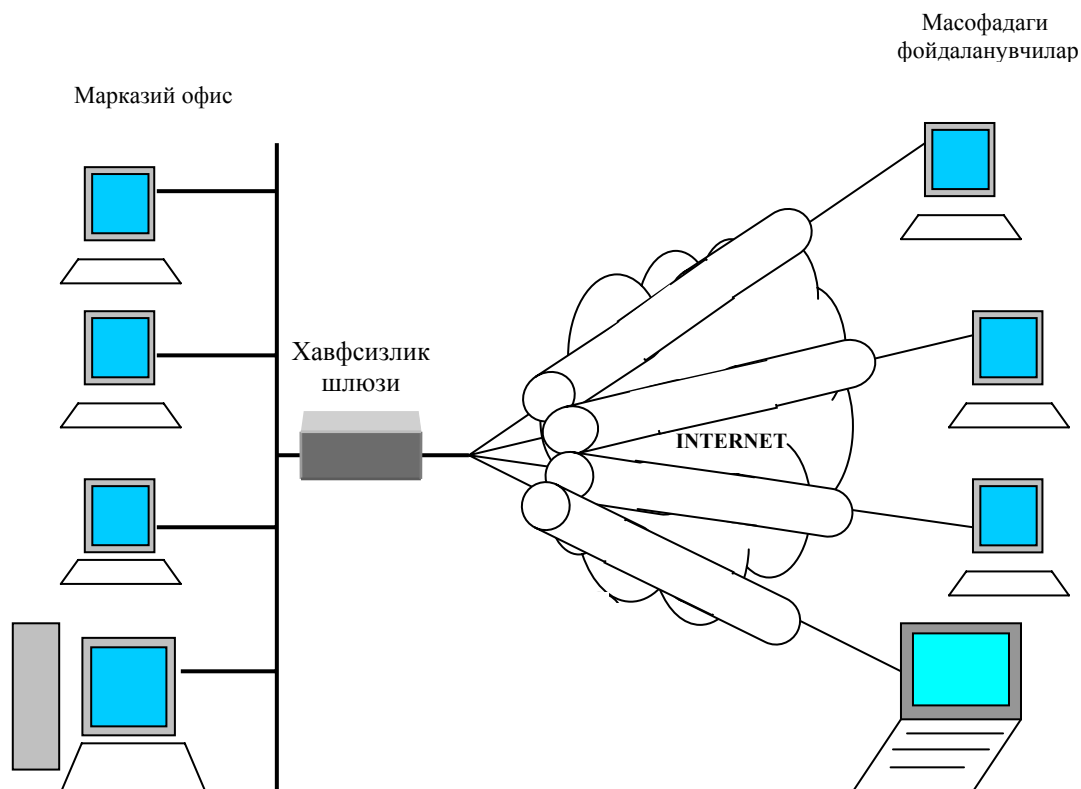 Масофадаги
фойдаланувчилар
Марказий офис
Хавфсизлик
шлюзи
INTERNET